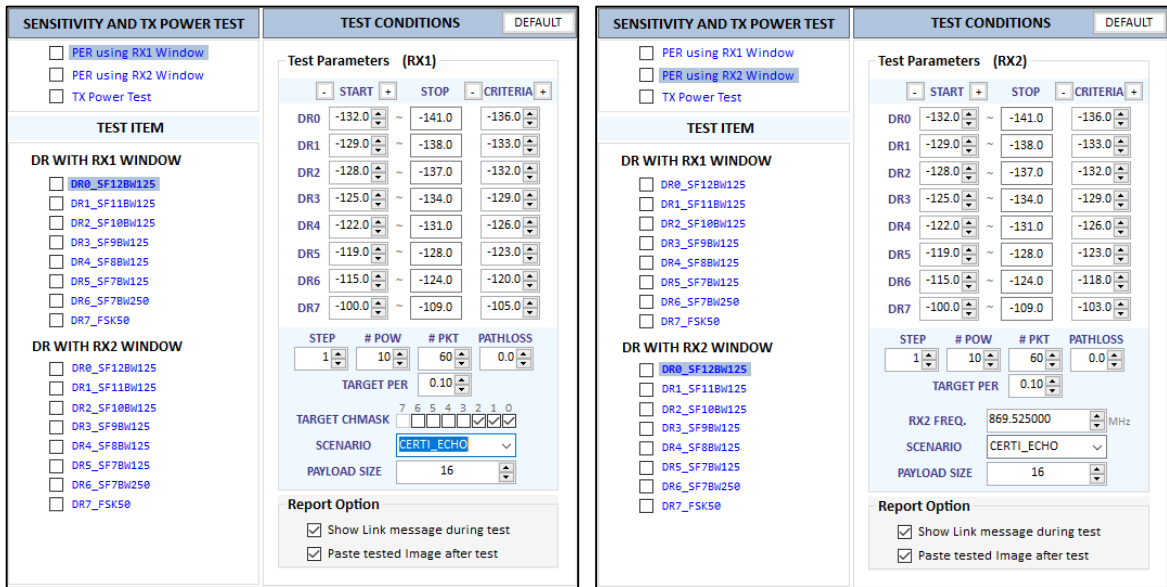 SENSITIVITY AND TX POWER TEST
PER using RX1 Window
PER using RX2 Window
TX Power Test
TEST ITEM
DR WITH RX1 WINDOW
DR0_SF12BW125
DR1_SF11BW125
DR2_SF10BW125
DR3_SF9BW125
DR4_SF8BW125
DR5_SF7BW125
DR6_SF7BW250
DR7_FSK50
DR WITH RX2 WINDOW
DR0_SF12BW125
DR1_SF11BW125
DR2_SF10BW125
DR3_SF9BW125
DR4_SF8BW125
DR5_SF7BW125
DR6_SF7BW250
DR7_FSK50
TEST CONDITIONS DEFAULT
Test Parameters (RX1)
- START + STOP - CRITERIA +
DR0 -132.0 ~ -141.0 -136.0
DR1 -129.0 ~ -138.0 -133.0
DR2 -128.0 ~ -137.0 -132.0
DR3 -125.0 ~ -134.0 -129.0
DR4 -122.0 ~ -131.0 -126.0
DR5 -119.0 ~ -128.0 -123.0
DR6 -115.0 ~ -124.0 -120.0
DR7 -100.0 ~ -109.0 -105.0
STEP # POW # PKT PATHLOSS
1 10 60 0.0
TARGET PER 0.10
7 6 5 4 3 2 1 0
TARGET CHMASK
SCENARIO CERTI_ECHO
PAYLOAD SIZE 16
Report Option
Show Link message during test
Paste tested Image after test
SENSITIVITY AND TX POWER TEST
PER using RX1 Window
PER using RX2 Window
TX Power Test
TEST ITEM
DR WITH RX1 WINDOW
DR0_SF12BW125
DR1_SF11BW125
DR2_SF10BW125
DR3_SF9BW125
DR4_SF8BW125
DR5_SF7BW125
DR6_SF7BW250
DR7_FSK50
DR WITH RX2 WINDOW
DR0_SF12BW125
DR1_SF11BW125
DR2_SF10BW125
DR3_SF9BW125
DR4_SF8BW125
DR5_SF7BW125
DR6_SF7BW250
DR7_FSK50
TEST CONDITIONS DEFAULT
Test Parameters (RX2)
- START + STOP - CRITERIA +
DR0 -132.0 ~ -141.0 -136.0
DR1 -129.0 ~ -138.0 -133.0
DR2 -128.0 ~ -137.0 -132.0
DR3 -125.0 ~ -134.0 -129.0
DR4 -122.0 ~ -131.0 -126.0
DR5 -119.0 ~ -128.0 -123.0
DR6 -115.0 ~ -124.0 -118.0
DR7 -100.0 ~ -109.0 -103.0
STEP # POW # PKT PATHLOSS
1 10 60 0.0
TARGET PER 0.10
RX2 FREQ. 869.525000 MHz
SCENARIO CERTI_ECHO
PAYLOAD SIZE 16
Report Option
Show Link message during test
Paste tested Image after test